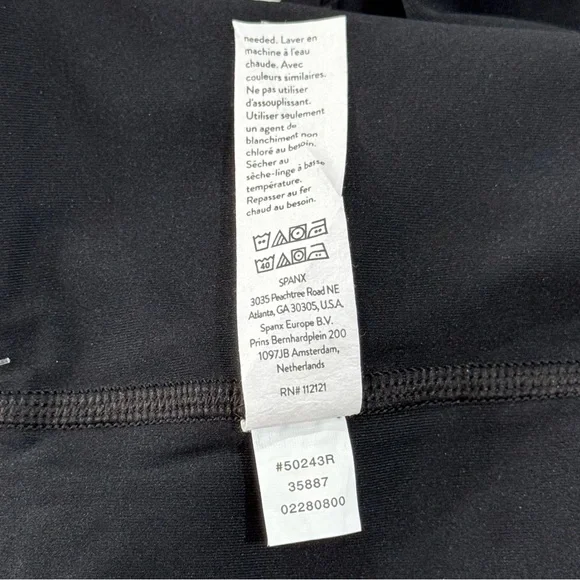 needed. Laver en
machine à l'eau
chaude. Avec
couleurs similaires.
Ne pas utiliser
d'assouplissant.
Utiliser seulement
un agent de
blanchiment non
chloré au besoin.
Sécher au
sèche-linge à basse
température.
Repasser au fer
chaud au besoin.
40
SPANX
3035 Peachtree Road NE
Atlanta, GA 30305, U.S.A.
Spanx Europe B.V.
Prins Bernhardplein 200
1097JB Amsterdam,
Netherlands
RN# 112121
#50243R
35887
02280800